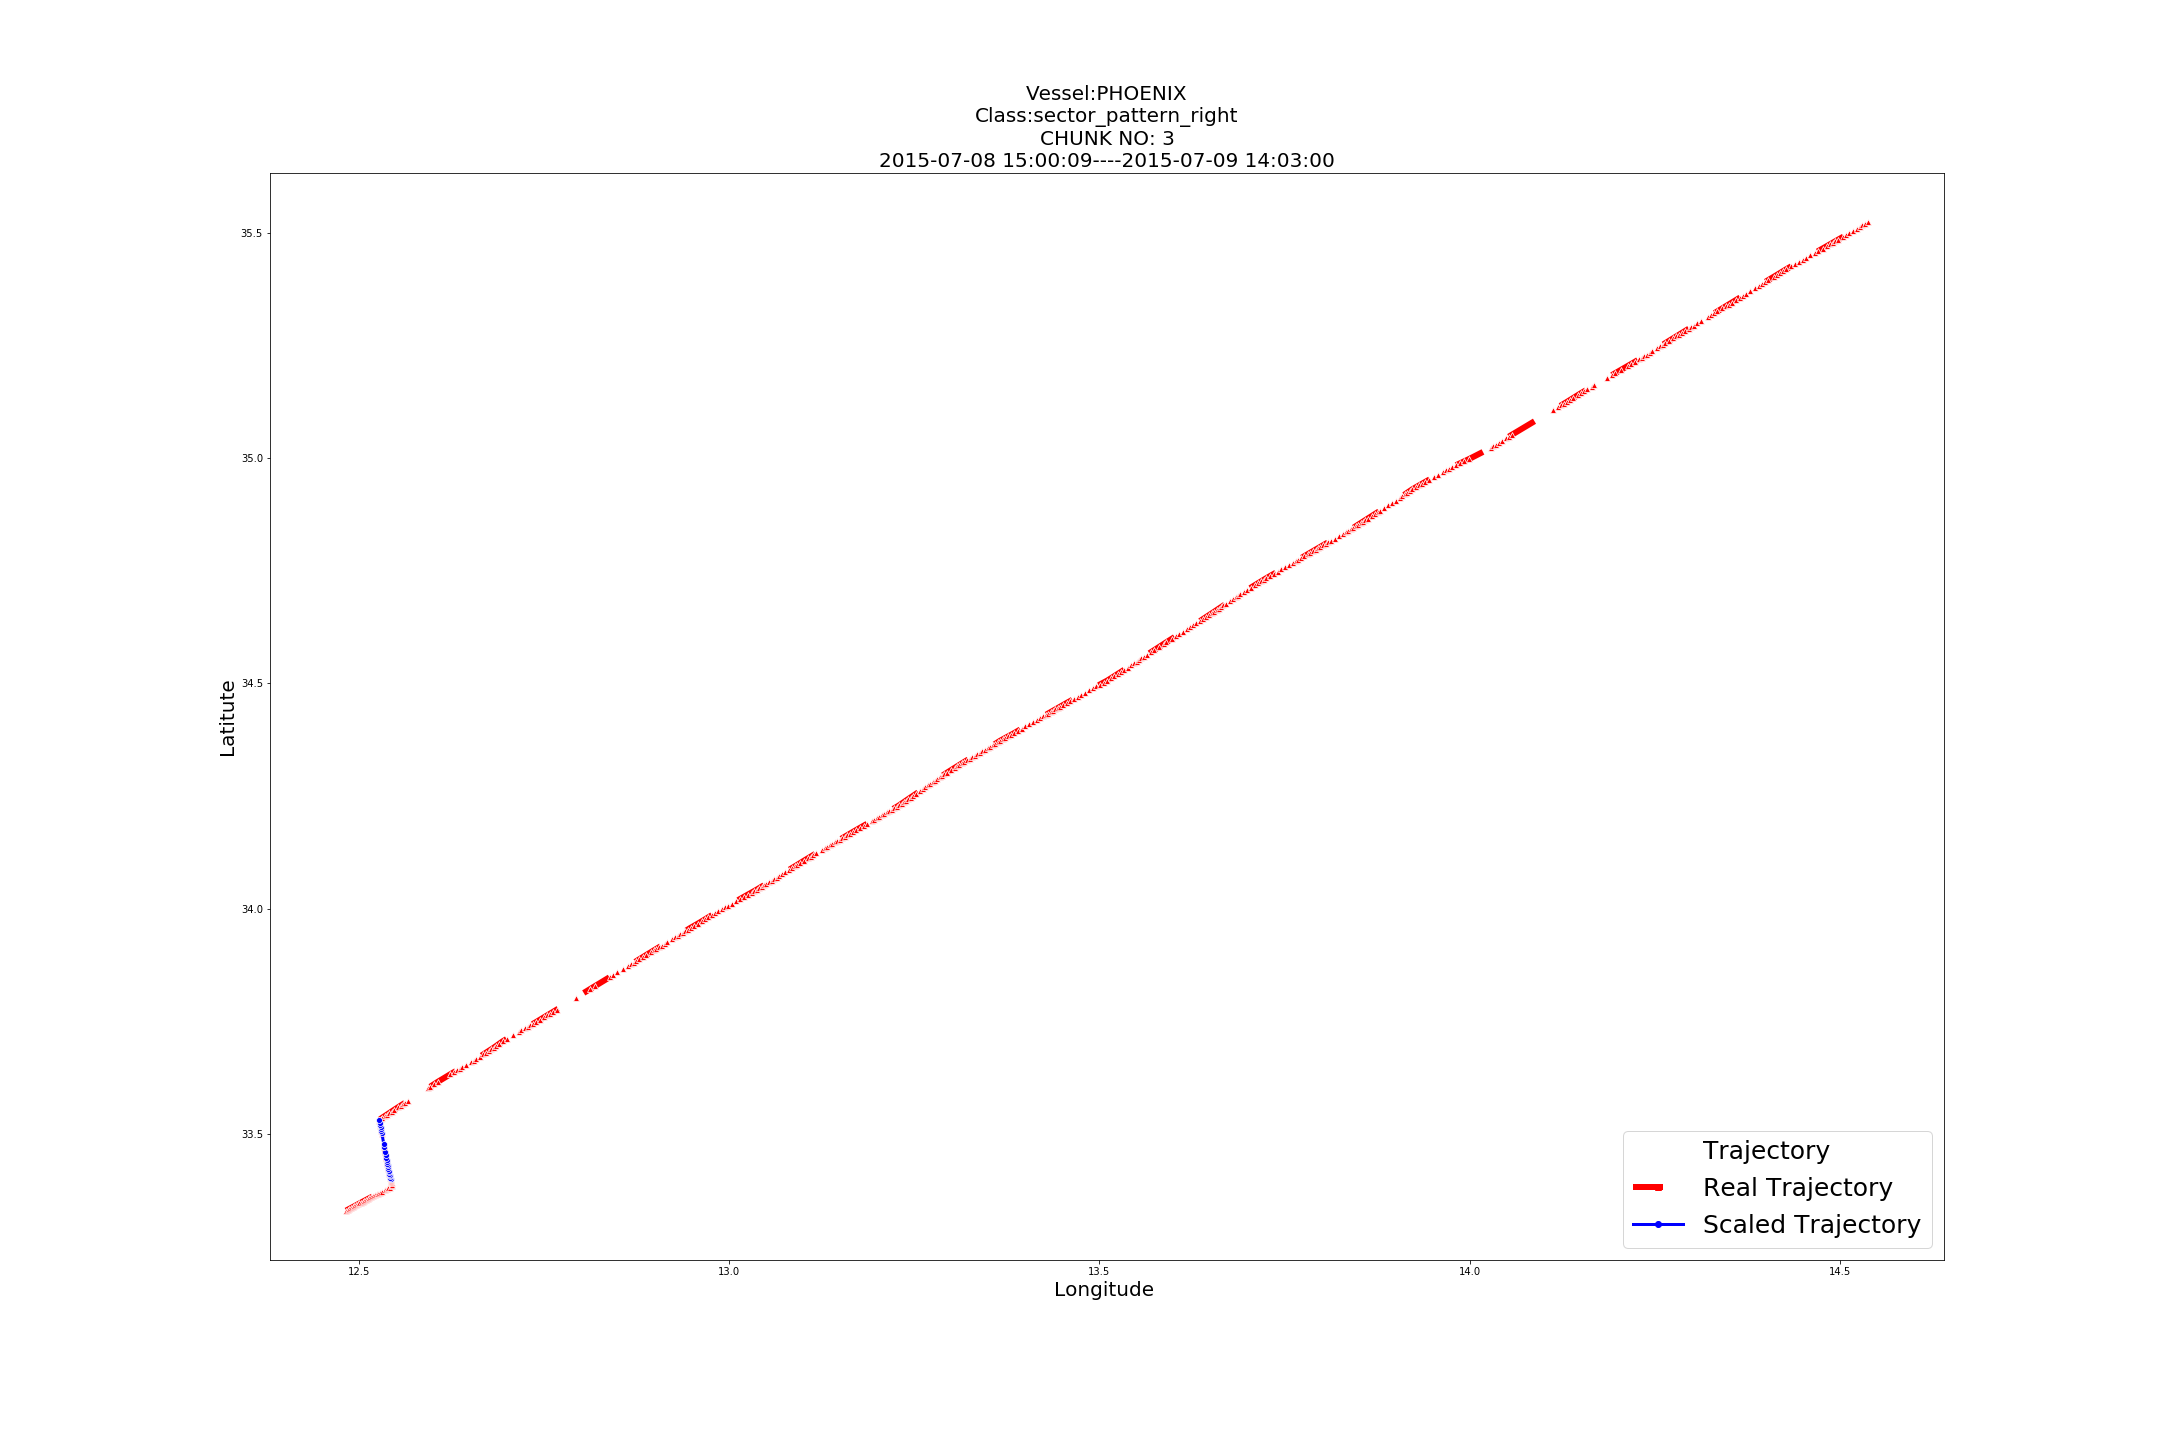 Vessel:PHOENIX
Class:sector_pattern_right
CHUNK NO: 3
2015-07-08 15:00:09----2015-07-09 14:03:00
35.5
35.0
34.5
34.0
33.5
Latitute
12.5 13.0 13.5 14.0 14.5
Longitude
Trajectory
Real Trajectory
Scaled Trajectory